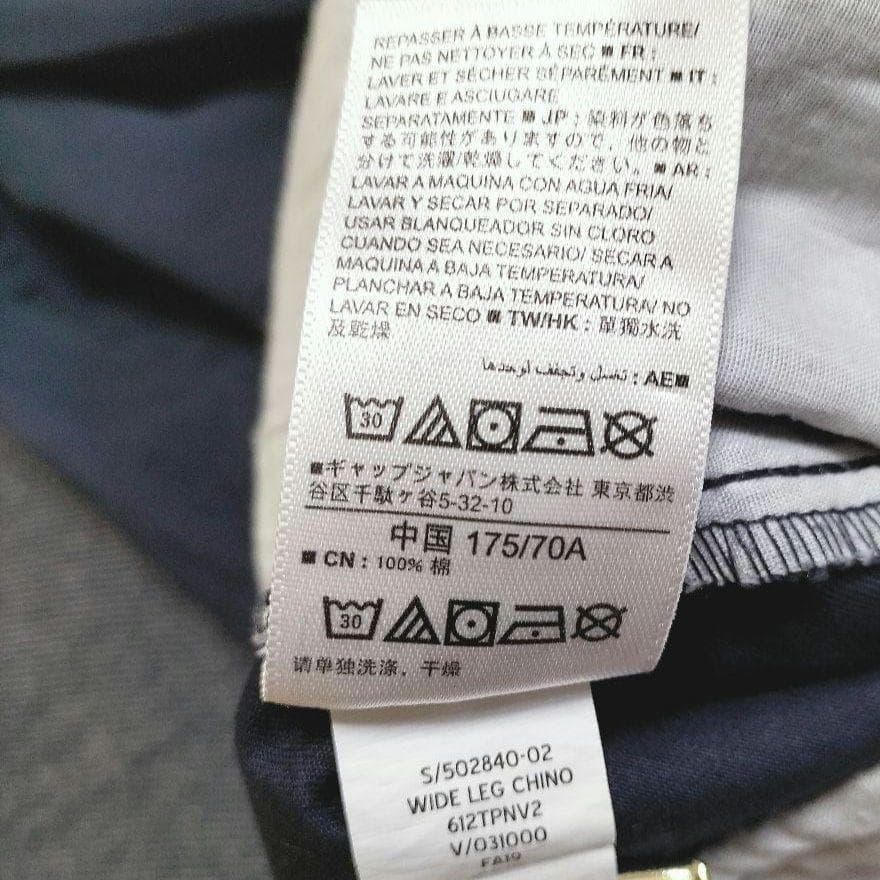 REPASSER À BASSE TEMPÉRATURE/
NE PAS NETTOYER À SEC ■ FR :
LAVER ET SÉCHER SÉPARÉMENT ■ IT :
LAVARE E ASCIUGARE
SEPARATAMENTE ■ JP : 染料が色落ち
する可能性がありますので、他の物と
分けて洗濯/乾燥してください。 ■ AR :
LAVAR A MAQUINA CON AGUA FRIA/
LAVAR Y SECAR POR SEPARADO/
USAR BLANQUEADOR SIN CLORO
CUANDO SEA NECESARIO/ SECAR A
MAQUINA A BAJA TEMPERATURA/
PLANCHAR A BAJA TEMPERATURA/ NO
LAVAR EN SECO ■ TW/HK : 單獨水洗
及乾燥
■AE : تغسل وتجفف لوحدها
30
■ギャップジャパン株式会社 東京都渋
谷区千駄ヶ谷5-32-10
中国 175/70A
■ CN : 100% 棉
30
请单独洗涤，干燥
S/502840-02
WIDE LEG CHINO
612TPNV2
V/031000
FA19